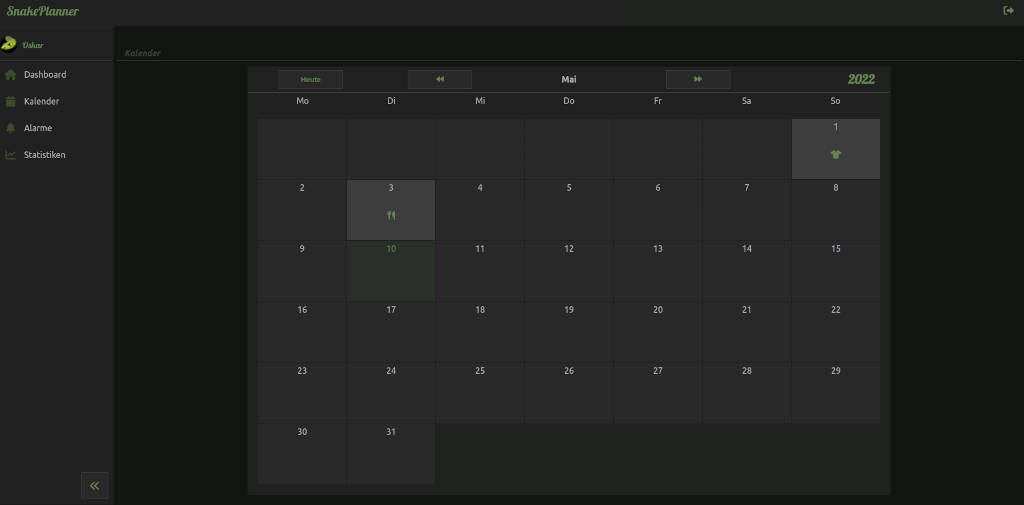 SnakePlanner
Oskar
Dashboard
Kalender
Alarme
Statistiken
Kalender
Heute Mai 2022
Mo Di Mi Do Fr Sa So
1
2 3 4 5 6 7 8
9 10 11 12 13 14 15
16 17 18 19 20 21 22
23 24 25 26 27 28 29
30 31